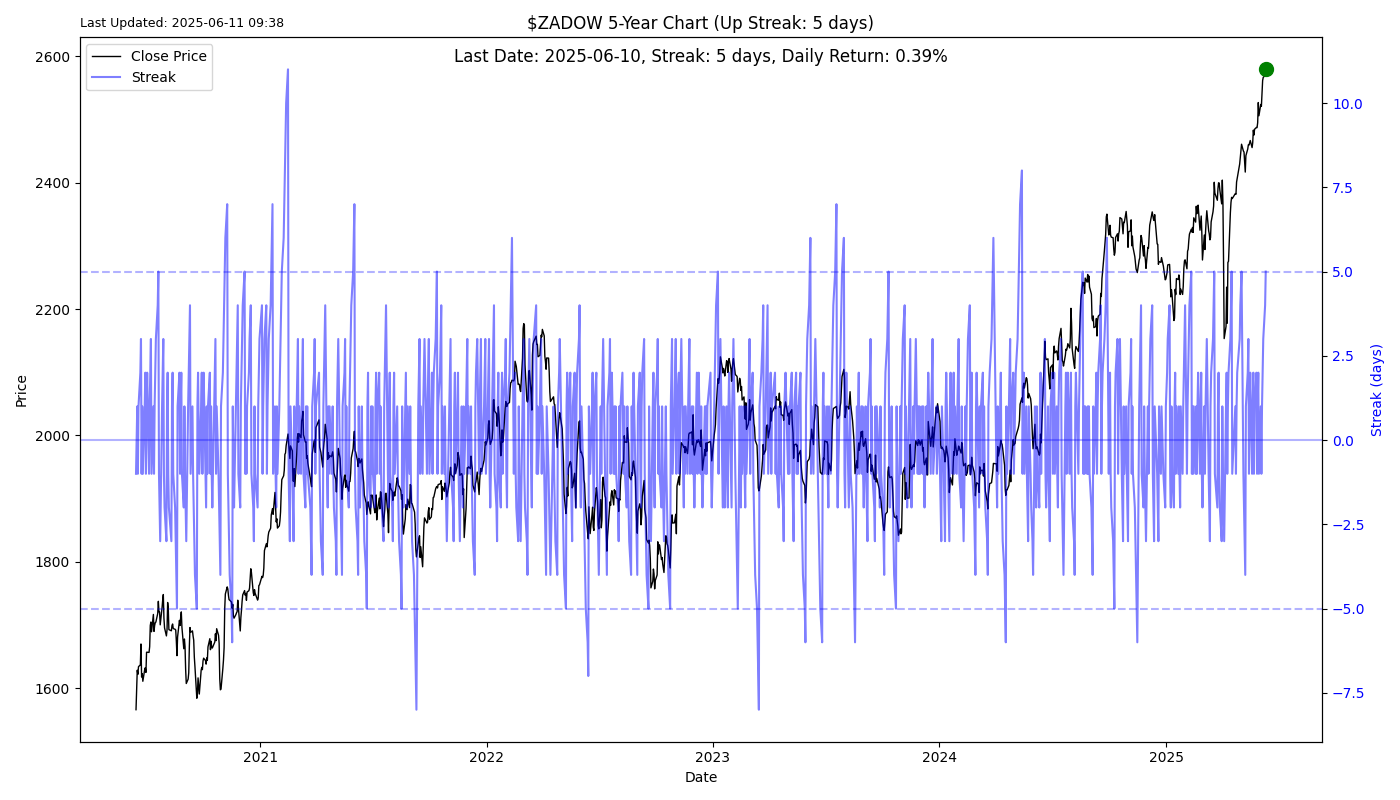 Last Updated: 2025-06-11 09:38
$ZADOW 5-Year Chart (Up Streak: 5 days)
Last Date: 2025-06-10, Streak: 5 days, Daily Return: 0.39%
Close Price
Streak
2600
2400
2200
2000
1800
1600
Price
10.0
7.5
5.0
2.5
0.0
−2.5
−5.0
−7.5
Streak (days)
2021
2022
2023
2024
2025
Date